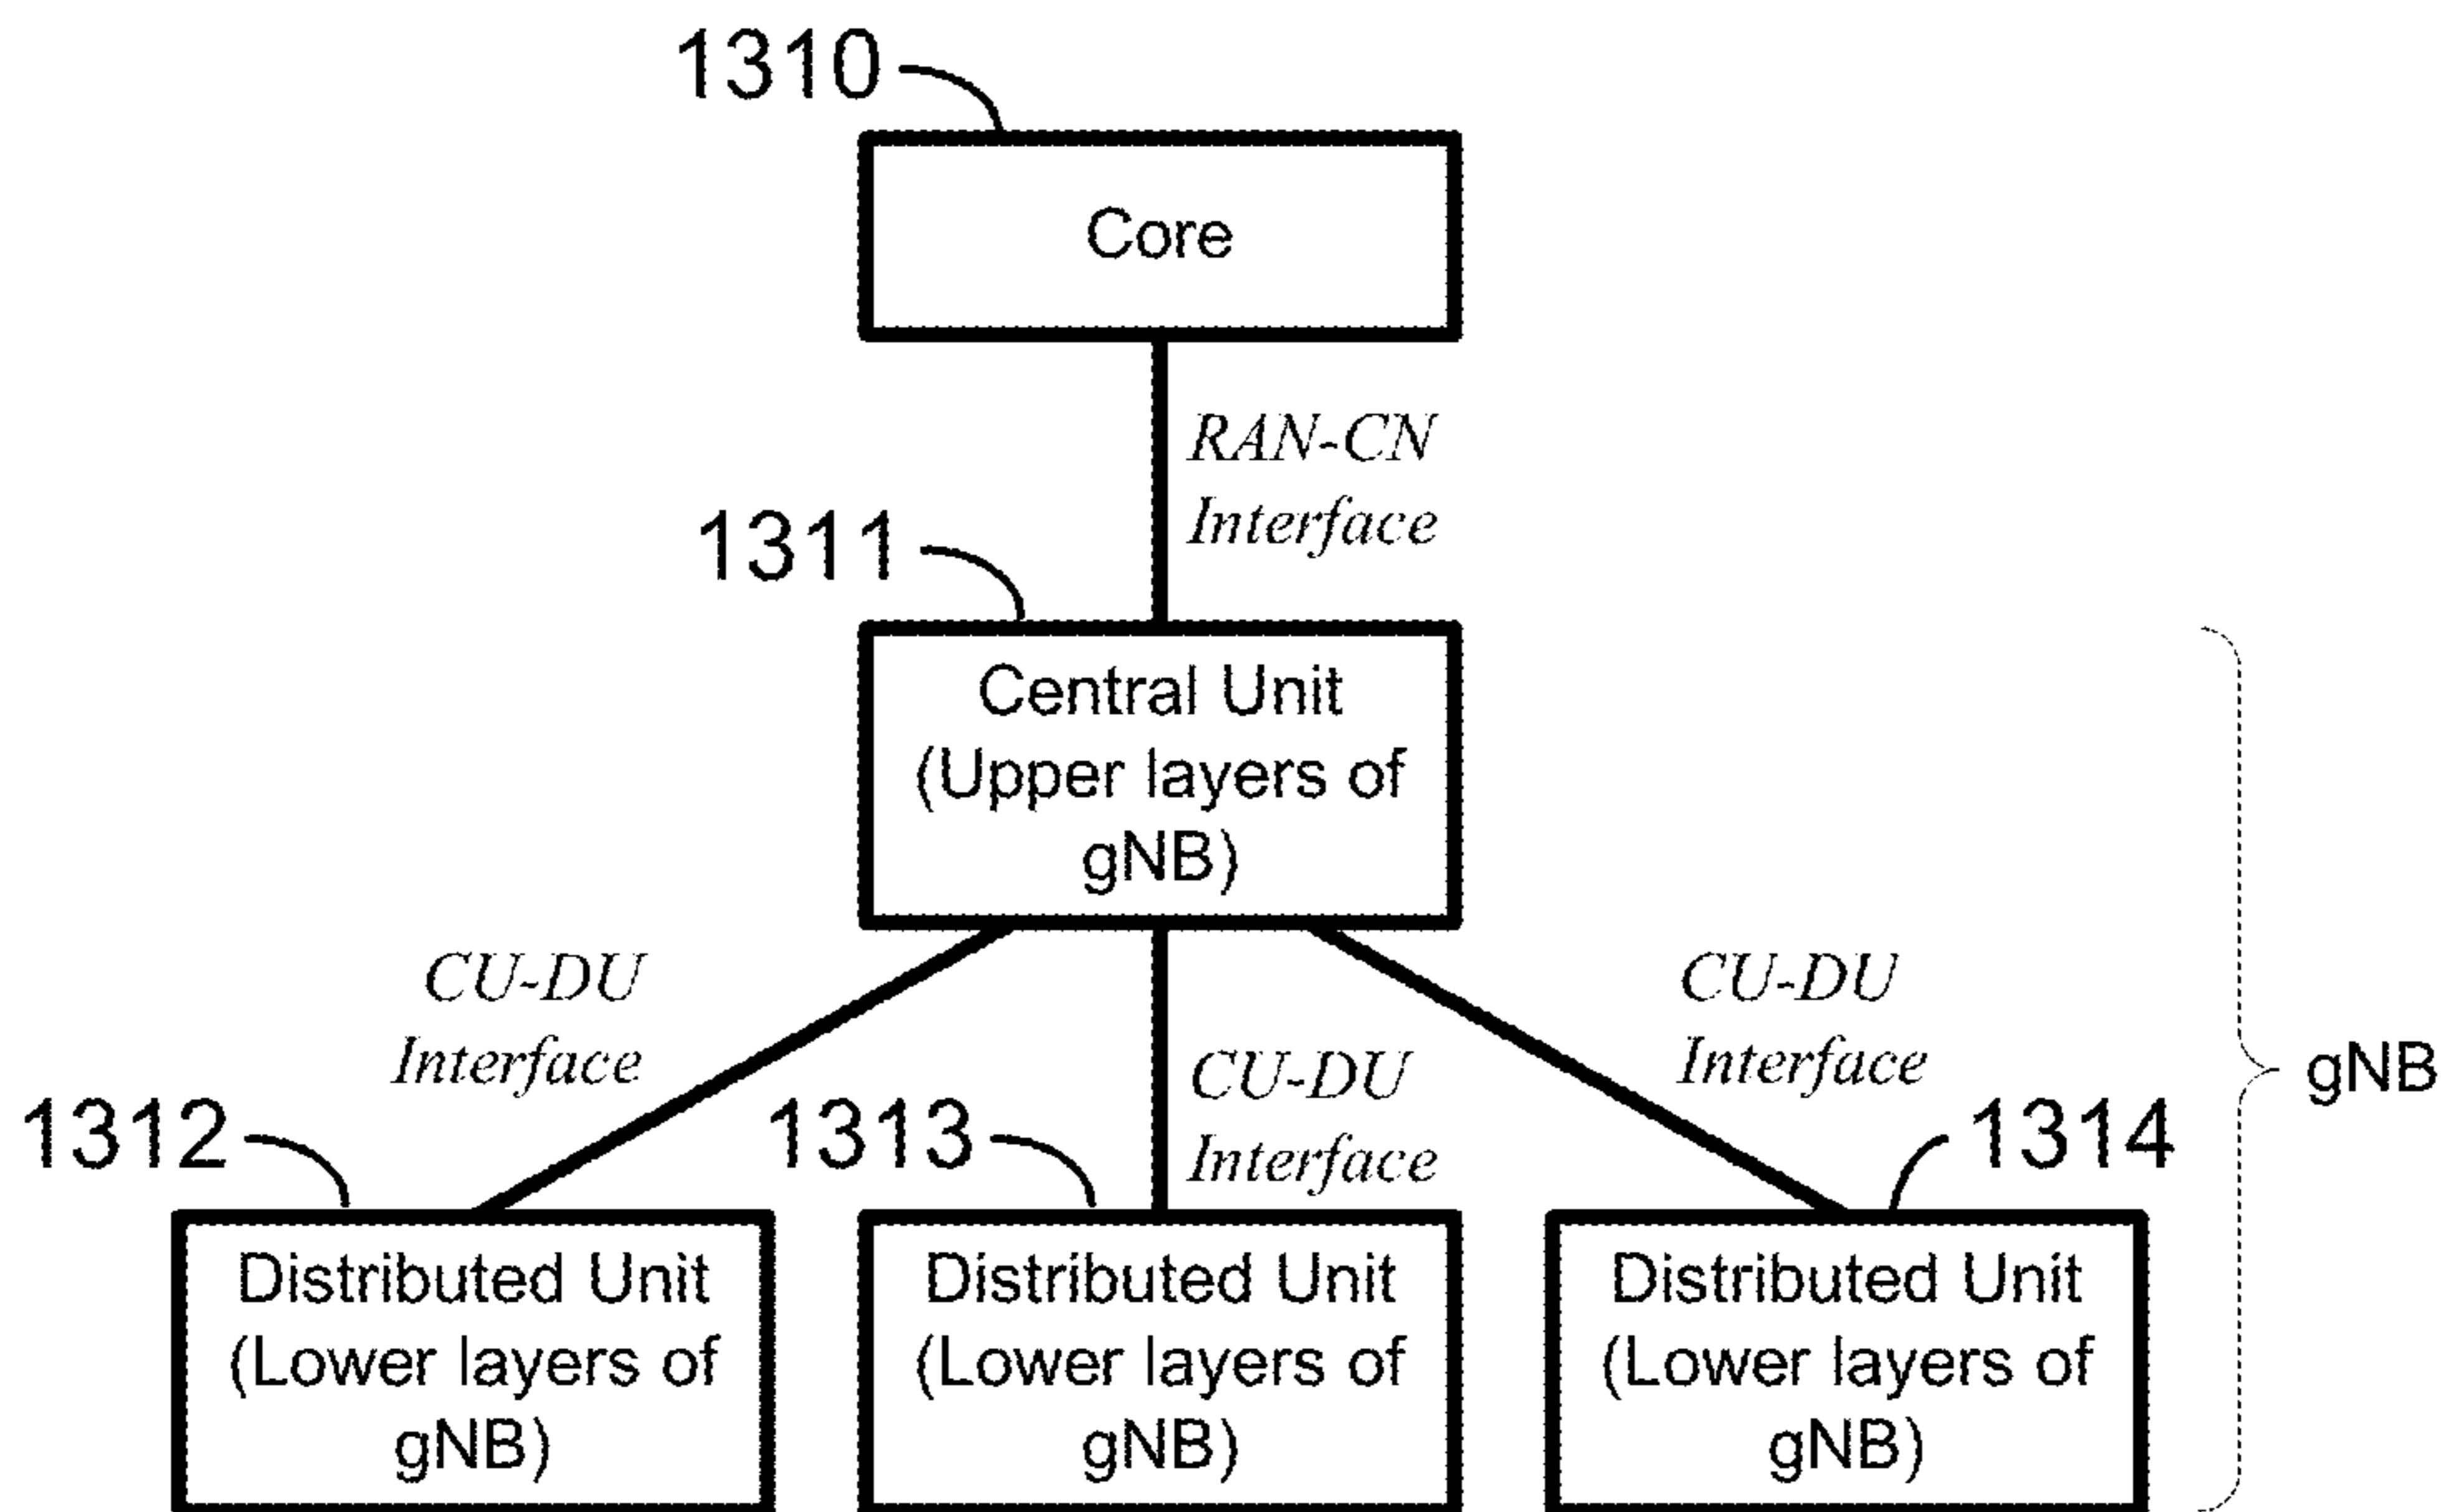 1310
Core
RAN-CN
Interface
1311
Central Unit
(Upper layers of
gNB)
CU-DU
Interface
CU-DU
Interface
CU-DU
Interface
gNB
1312
1313
1314
Distributed Unit
(Lower layers of
gNB)
Distributed Unit
(Lower layers of
gNB)
Distributed Unit
(Lower layers of
gNB)